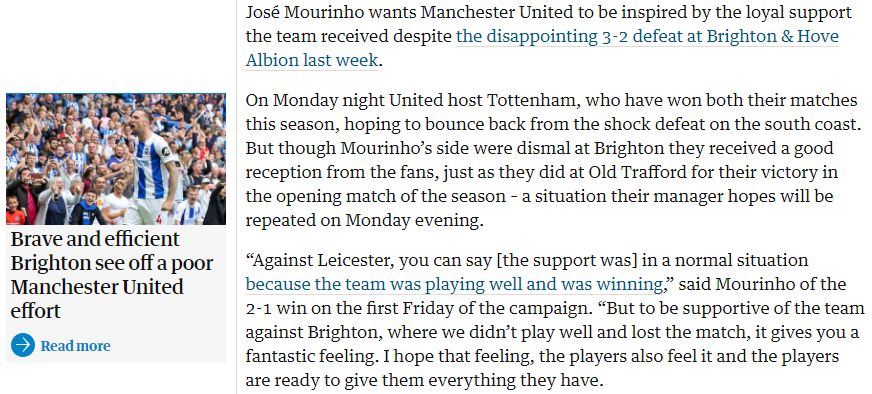 José Mourinho wants Manchester United to be inspired by the loyal support
the team received despite the disappointing 3-2 defeat at Brighton & Hove
Albion last week.
On Monday night United host Tottenham, who have won both their matches
this season, hoping to bounce back from the shock defeat on the south coast.
But though Mourinho’s side were dismal at Brighton they received a good
reception from the fans, just as they did at Old Trafford for their victory in
the opening match of the season – a situation their manager hopes will be
repeated on Monday evening.
“Against Leicester, you can say [the support was] in a normal situation
because the team was playing well and was winning,” said Mourinho of the
2-1 win on the first Friday of the campaign. “But to be supportive of the team
against Brighton, where we didn’t play well and lost the match, it gives you a
fantastic feeling. I hope that feeling, the players also feel it and the players
are ready to give them everything they have.
4
Brave and efficient
Brighton see off a poor
Manchester United
effort
Read more